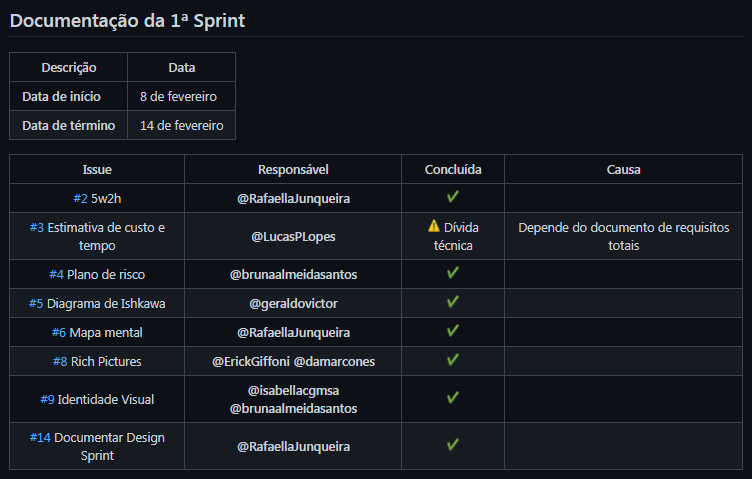 Documentação da 1ª Sprint
Descrição Data
Data de início 8 de fevereiro
Data de término 14 de fevereiro
Issue Responsável Concluída Causa
#2 5w2h @RafaellaJunqueira ✔
#3 Estimativa de custo e
tempo
@LucasPLopes
⚠ Dívida
técnica
Depende do documento de requisitos
totais
#4 Plano de risco @brunaalmeidasantos ✔
#5 Diagrama de Ishkawa @geraldovictor ✔
#6 Mapa mental @RafaellaJunqueira ✔
#8 Rich Pictures @ErickGiffoni @damarcones ✔
#9 Identidade Visual
@isabellacgmsa
@brunaalmeidasantos
✔
#14 Documentar Design
Sprint
@RafaellaJunqueira
✔